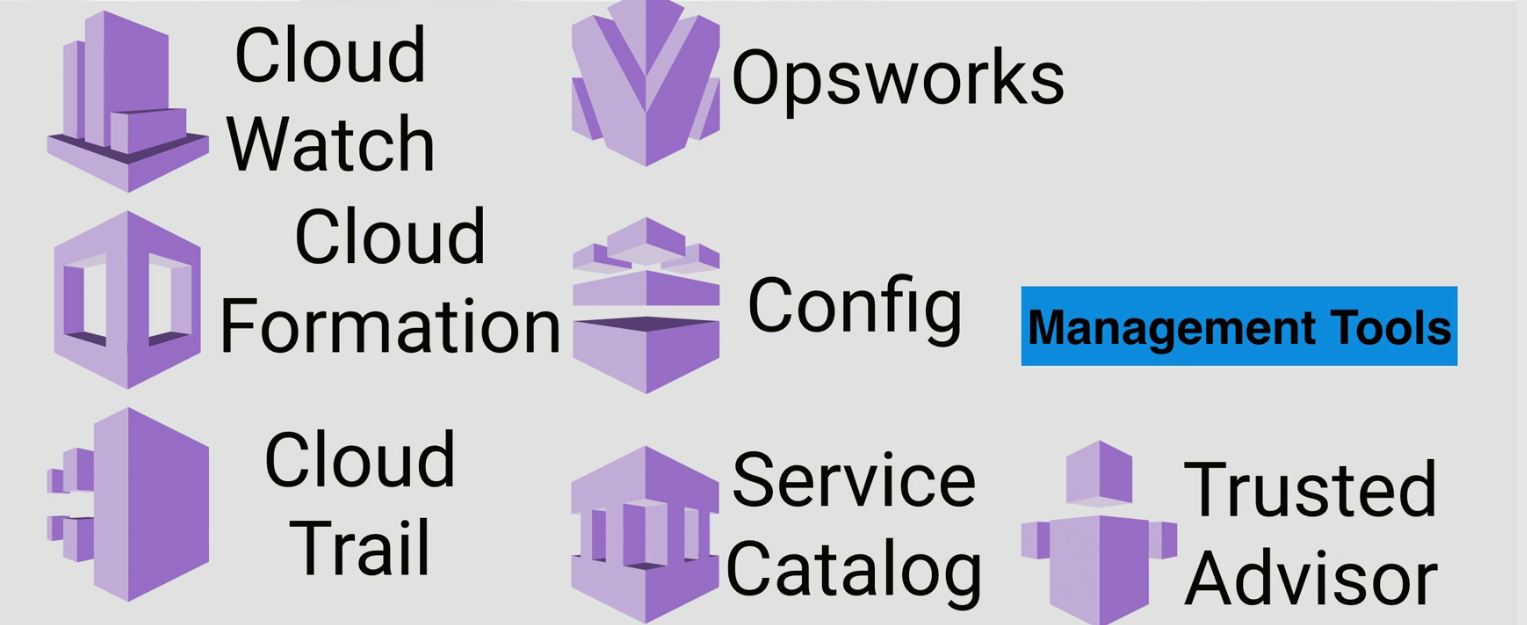 Cloud
Watch
Opsworks
Cloud
Formation
Config
Management Tools
Cloud
Trail
Service
Catalog
Trusted
Advisor